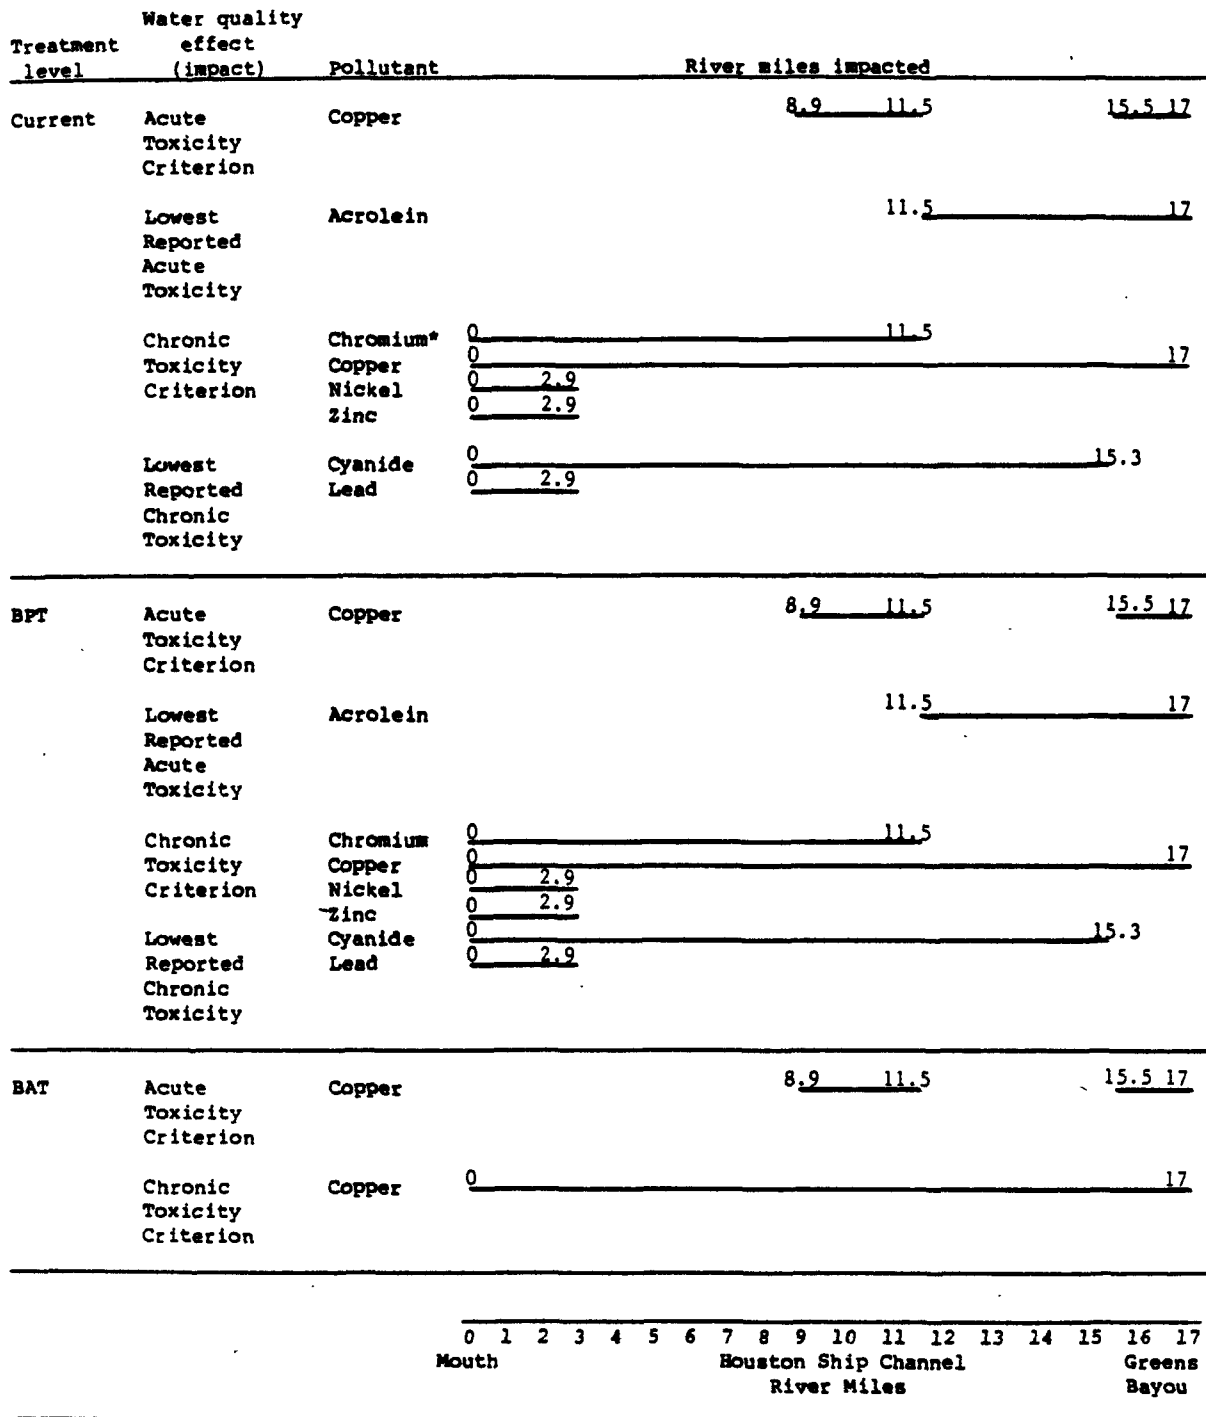 Water quality
Treatment effect
level (impact) Pollutant River miles impacted
Current Acute Copper 8.9 11.5 15.5 17
Toxicity
Criterion
Lowest Acrolein 11.5 17
Reported
Acute
Toxicity
Chronic Chromium* 0 11.5
Toxicity Copper 0 17
Criterion Nickel 0 2.9
Zinc 0 2.9
Lowest Cyanide 0 15.3
Reported Lead 0 2.9
Chronic
Toxicity
BPT Acute Copper 8.9 11.5 15.5 17
Toxicity
Criterion
Lowest Acrolein 11.5 17
Reported
Acute
Toxicity
Chronic Chromium 0 11.5
Toxicity Copper 0 17
Criterion Nickel 0 2.9
Zinc 0 2.9
Lowest Cyanide 0 15.3
Reported Lead 0 2.9
Chronic
Toxicity
BAT Acute Copper 8.9 11.5 15.5 17
Toxicity
Criterion
Chronic Copper 0 17
Toxicity
Criterion
0 1 2 3 4 5 6 7 8 9 10 11 12 13 14 15 16 17
Mouth Houston Ship Channel Greens
River Miles Bayou